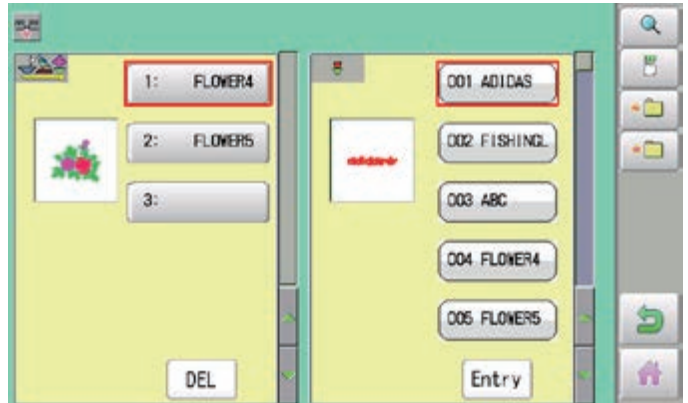 1: FLOWER4
2: FLOWER5
3:
DEL
001 ADIDAS
002 FISHINGL
003 ABC
004 FLOWER4
005 FLOWER5
Entry